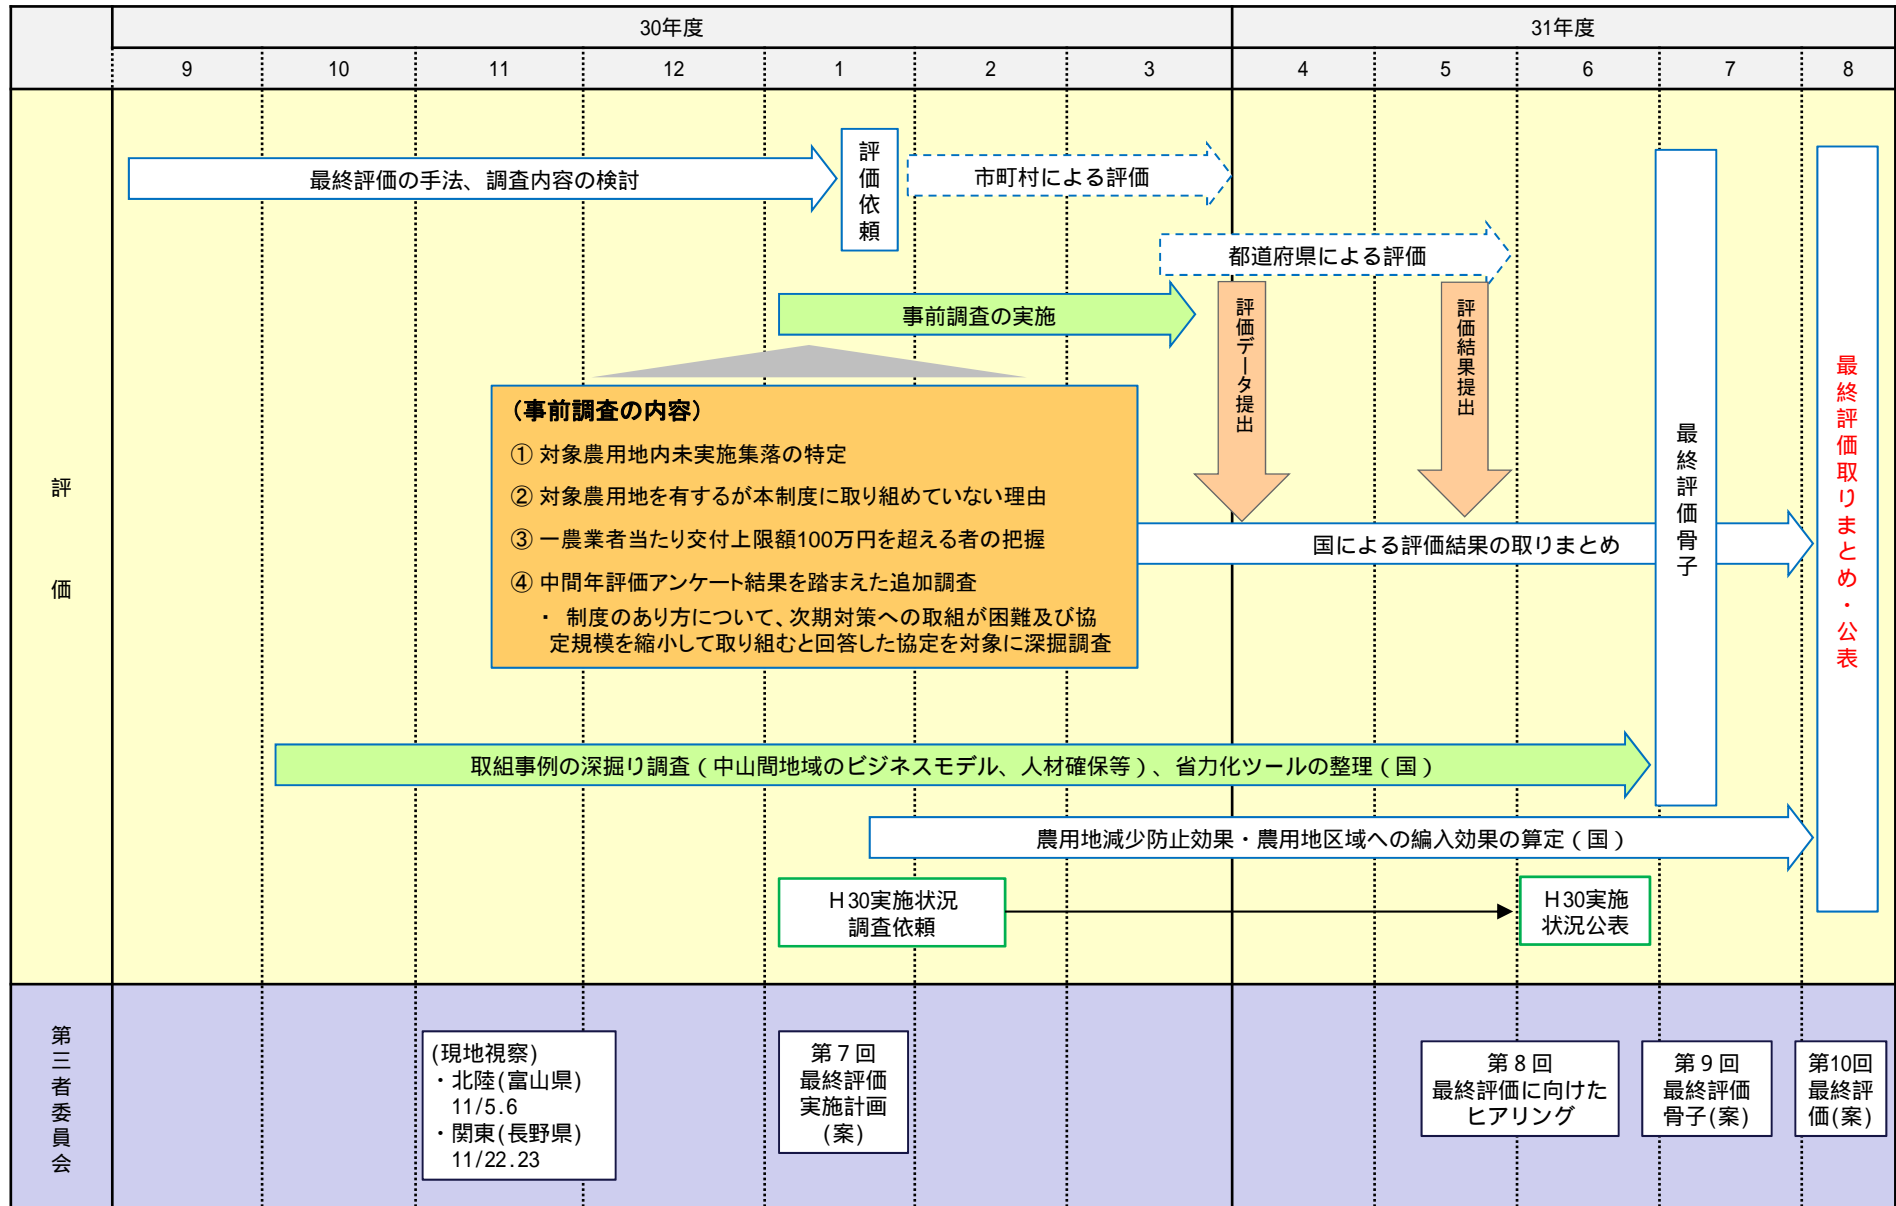 30年度
31年度
9
10
11
12
1
2
3
4
5
6
7
8
評価
最終評価の手法、調査内容の検討
評価依頼
市町村による評価
都道府県による評価
事前調査の実施
評価データ提出
評価結果提出
（事前調査の内容）
① 対象農用地内未実施集落の特定
② 対象農用地を有するが本制度に取り組めていない理由
③ 一農業者当たり交付上限額100万円を超える者の把握
④ 中間年評価アンケート結果を踏まえた追加調査
・ 制度のあり方について、次期対策への取組が困難及び協
定規模を縮小して取り組むと回答した協定を対象に深掘調査
国による評価結果の取りまとめ
最終評価骨子
最終評価取りまとめ・公表
取組事例の深掘り調査（中山間地域のビジネスモデル、人材確保等）、省力化ツールの整理（国）
農用地減少防止効果・農用地区域への編入効果の算定（国）
Ｈ30実施状況
調査依頼
Ｈ30実施
状況公表
第三者委員会
(現地視察)
・北陸(富山県)
11/5.6
・関東(長野県)
11/22.23
第７回
最終評価
実施計画
(案)
第８回
最終評価に向けた
ヒアリング
第９回
最終評価
骨子(案)
第10回
最終評
価(案)